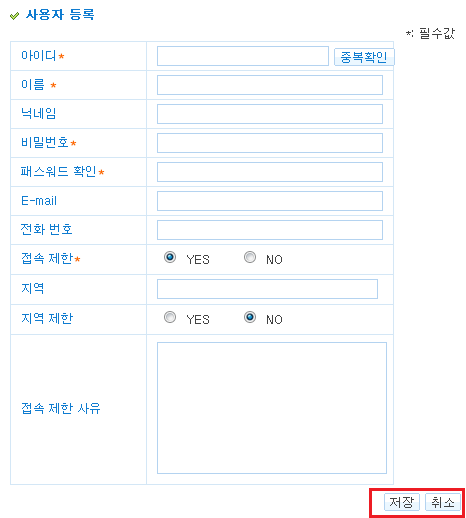 사용자 등록
*: 필수값
아이디* 중복확인
이름 *
닉네임
비밀번호*
패스워드 확인*
E-mail
전화 번호
접속 제한* YES NO
지역
지역 제한 YES NO
접속 제한 사유
저장 취소